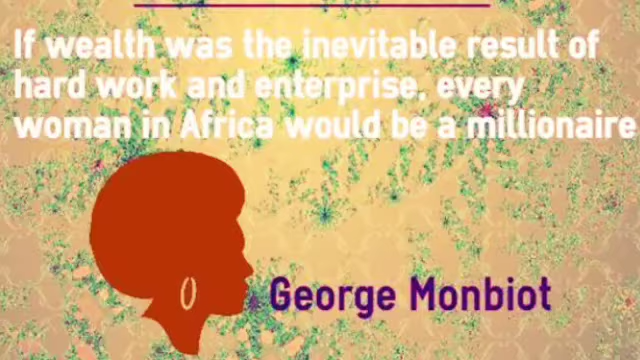 If wealth was the inevitable result of
hard work and enterprise, every
woman in Africa would be a millionaire
George Monbiot